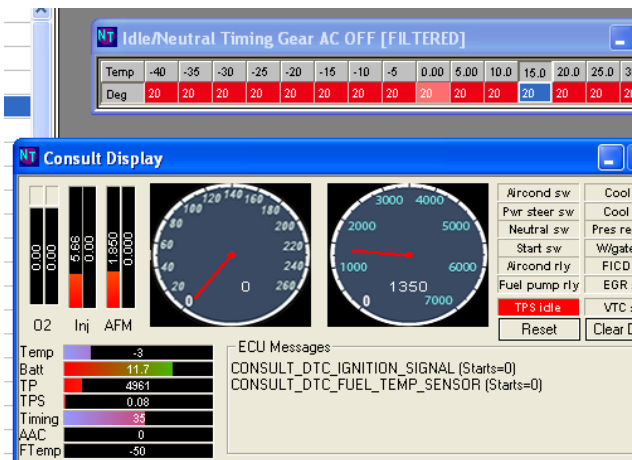 NT Idle/Neutral Timing Gear AC OFF [FILTERED]
Temp -40 -35 -30 -25 -20 -15 -10 -5 0.00 5.00 10.0 15.0 20.0 25.0
Deg 20 20 20 20 20 20 20 20 20 20 20 20 20 20
NT Consult Display
0.00 0.00
5.66 0.00
1.850 0.000
O2 Inj AFM
0 20 40 60 80 100 120 140 160 180 200 220 240 260
0
0 1000 2000 3000 4000 5000 6000 7000
1350
Aircond sw Cool
Pwr steer sw Cool
Neutral sw Pres re
Start sw W/gate
Aircond rly FICD
Fuel pump rly EGR
TPS idle VTC
Reset Clear D
Temp -3
Batt 11.7
TP 4961
TPS 0.08
Timing 35
AAC 0
FTemp -50
ECU Messages
CONSULT_DTC_IGNITION_SIGNAL (Starts=0)
CONSULT_DTC_FUEL_TEMP_SENSOR (Starts=0)